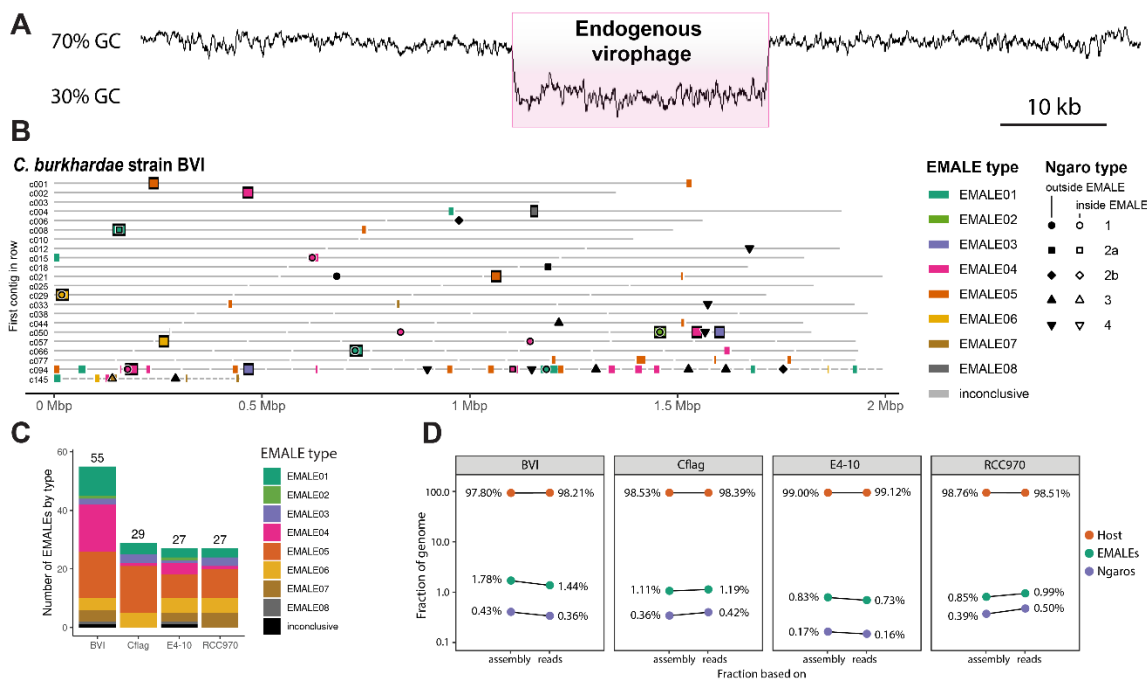 A
70% GC
30% GC
Endogenous
virophage
10 kb
B
C. burkhardae strain BVI
First contig in row
c001
c002
c003
c004
c006
c008
c010
c012
c015
c018
c021
c025
c029
c033
c038
c044
c050
c057
c066
c077
c094
c145
0 Mbp
0.5 Mbp
1 Mbp
1.5 Mbp
2 Mbp
EMALE type
EMALE01
EMALE02
EMALE03
EMALE04
EMALE05
EMALE06
EMALE07
EMALE08
inconclusive
Ngaro type
outside EMALE
inside EMALE
1
2a
2b
3
4
C
Number of EMALEs by type
60
40
20
0
55
29
27
27
BVI
Cflag
E4-10
RCC970
EMALE type
EMALE01
EMALE02
EMALE03
EMALE04
EMALE05
EMALE06
EMALE07
EMALE08
inconclusive
D
Fraction of genome
100.0
10.0
1.0
0.1
BVI
97.80%
98.21%
1.78%
1.44%
0.43%
0.36%
assembly reads
Cflag
98.53%
98.39%
1.11%
1.19%
0.36%
0.42%
assembly reads
E4-10
99.00%
99.12%
0.83%
0.73%
0.17%
0.16%
assembly reads
RCC970
98.76%
98.51%
0.85%
0.99%
0.39%
0.50%
assembly reads
Fraction based on
Host
EMALEs
Ngaros